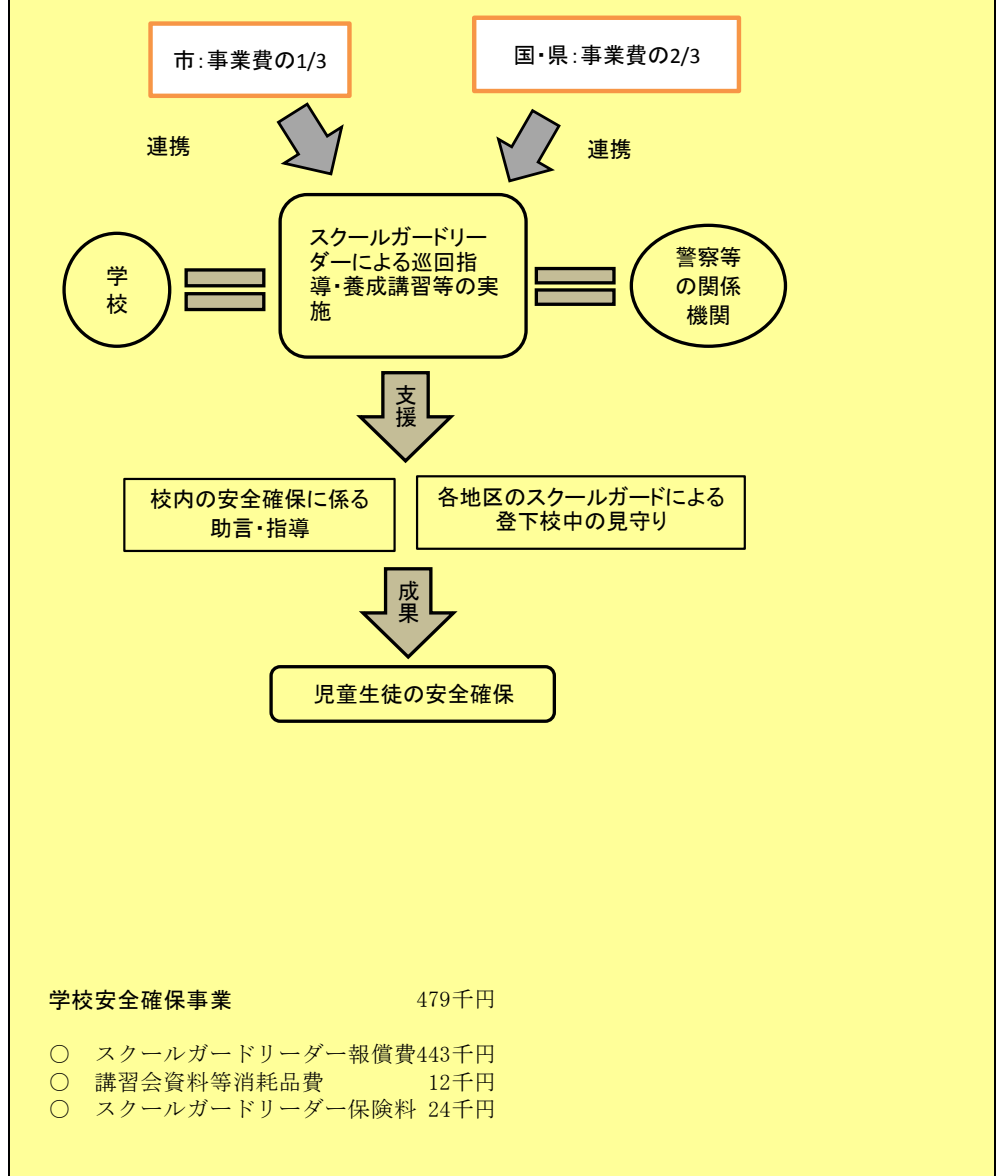 市：事業費の1/3
国・県：事業費の2/3
連携
連携
スクールガードリー
ダーによる巡回指
導・養成講習等の実
施
学
校
警察等
の関係
機関
支
援
校内の安全確保に係る
助言・指導
各地区のスクールガードによる
登下校中の見守り
成
果
児童生徒の安全確保
学校安全確保事業 479千円
○ スクールガードリーダー報償費443千円
○ 講習会資料等消耗品費 12千円
○ スクールガードリーダー保険料 24千円